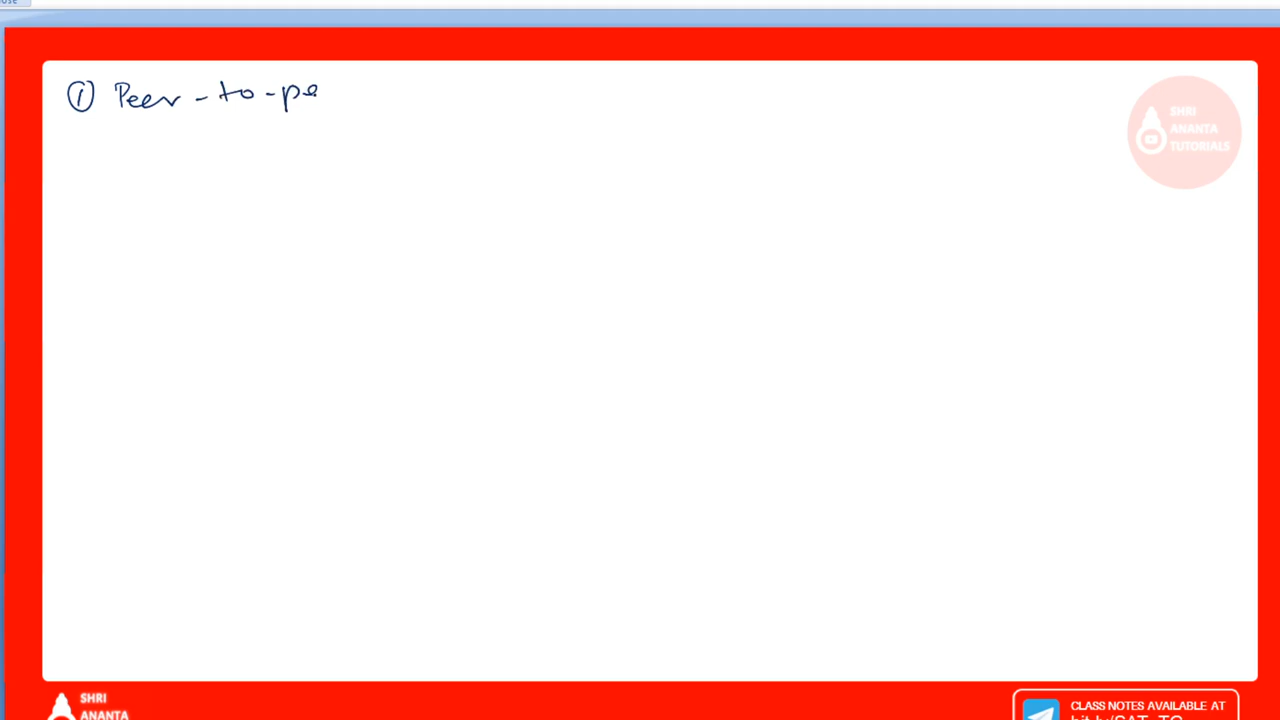 ① Peer-to-pe
SHRI
ANANTA
TUTORIALS
SHRI
ANANTA
CLASS NOTES AVAILABLE AT